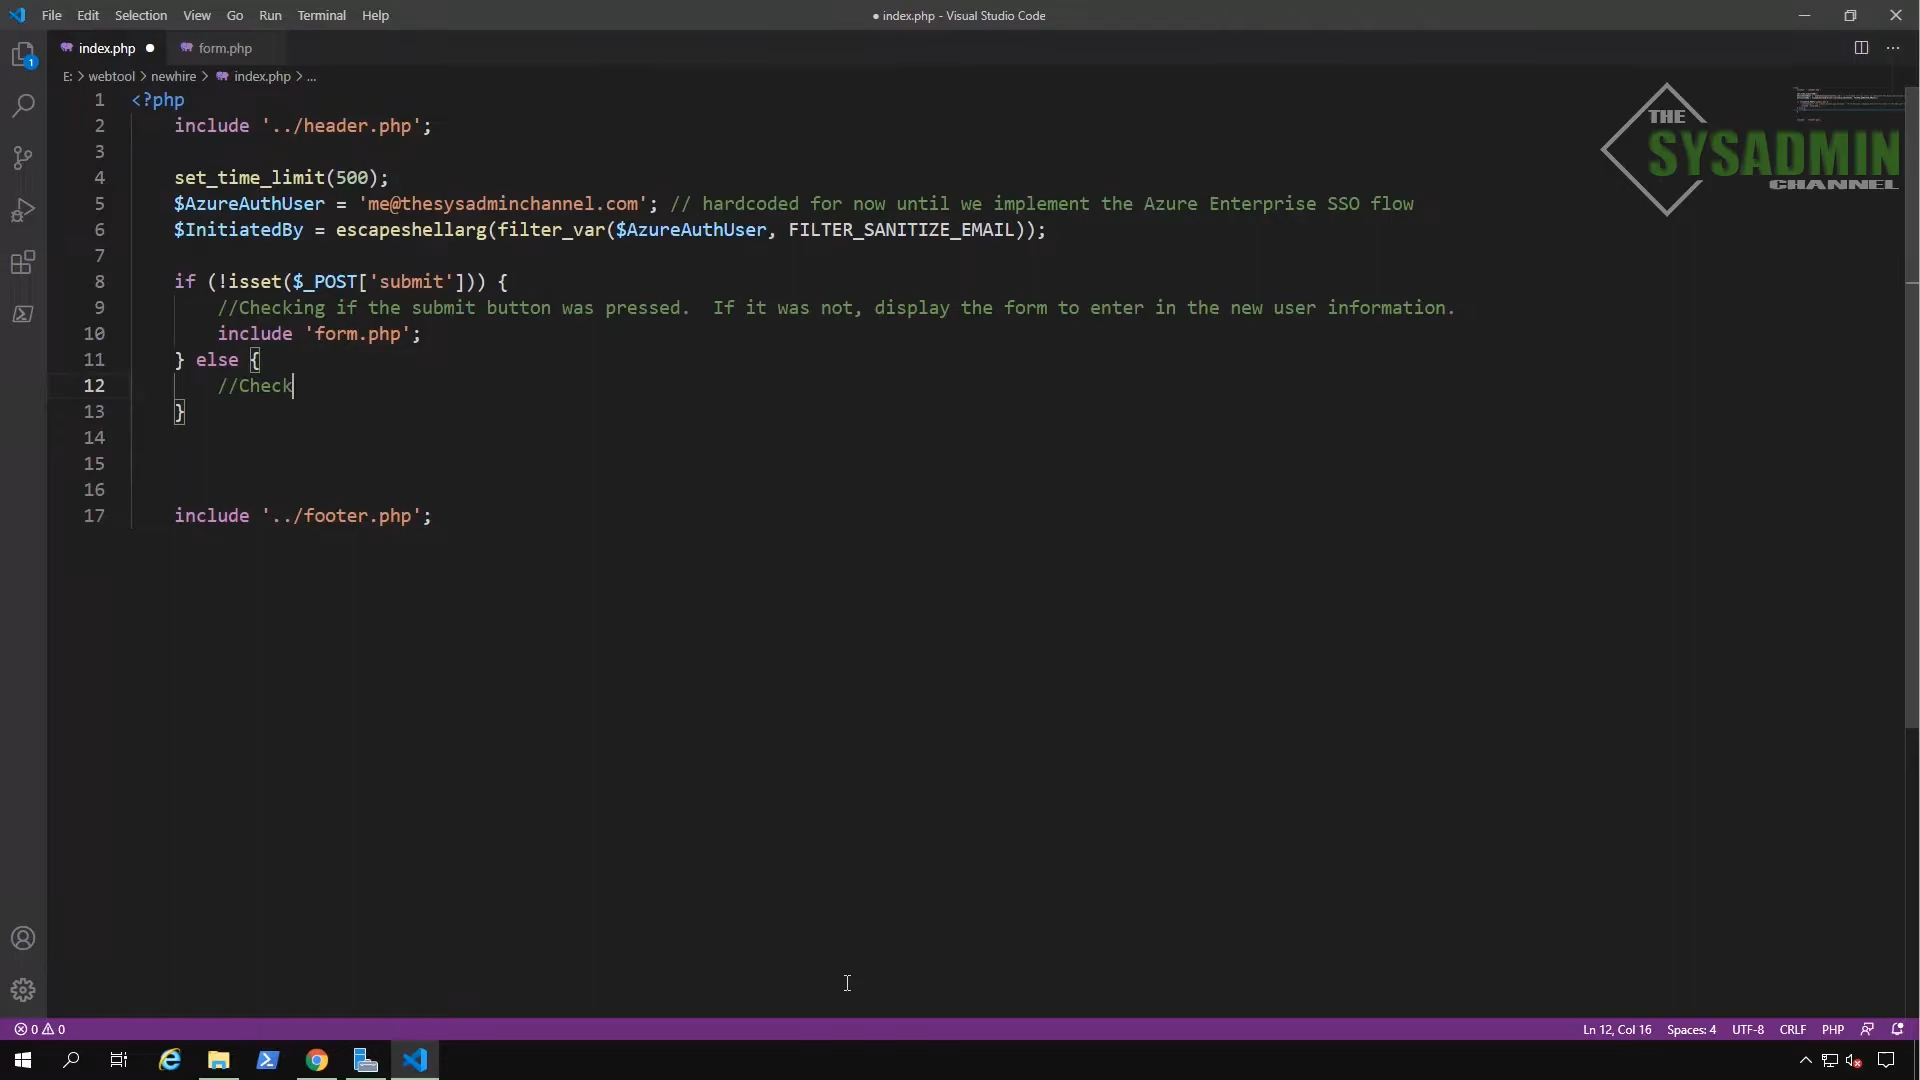 File Edit Selection View Go Run Terminal Help
● index.php - Visual Studio Code
index.php ● form.php
E: > webtool > newhire > index.php > ...
1 <?php
2 include '../header.php';
3
4 set_time_limit(500);
5 $AzureAuthUser = 'me@thesysadminchannel.com'; // hardcoded for now until we implement the Azure Enterprise SSO flow
6 $InitiatedBy = escapeshellarg(filter_var($AzureAuthUser, FILTER_SANITIZE_EMAIL));
7
8 if (!isset($_POST['submit'])) {
9 //Checking if the submit button was pressed.  If it was not, display the form to enter in the new user information.
10 include 'form.php';
11 } else {
12 //Check
13 }
14
15
16
17 include '../footer.php';
THE
SYSADMIN
CHANNEL
1
0 0
Ln 12, Col 16 Spaces: 4 UTF-8 CRLF PHP